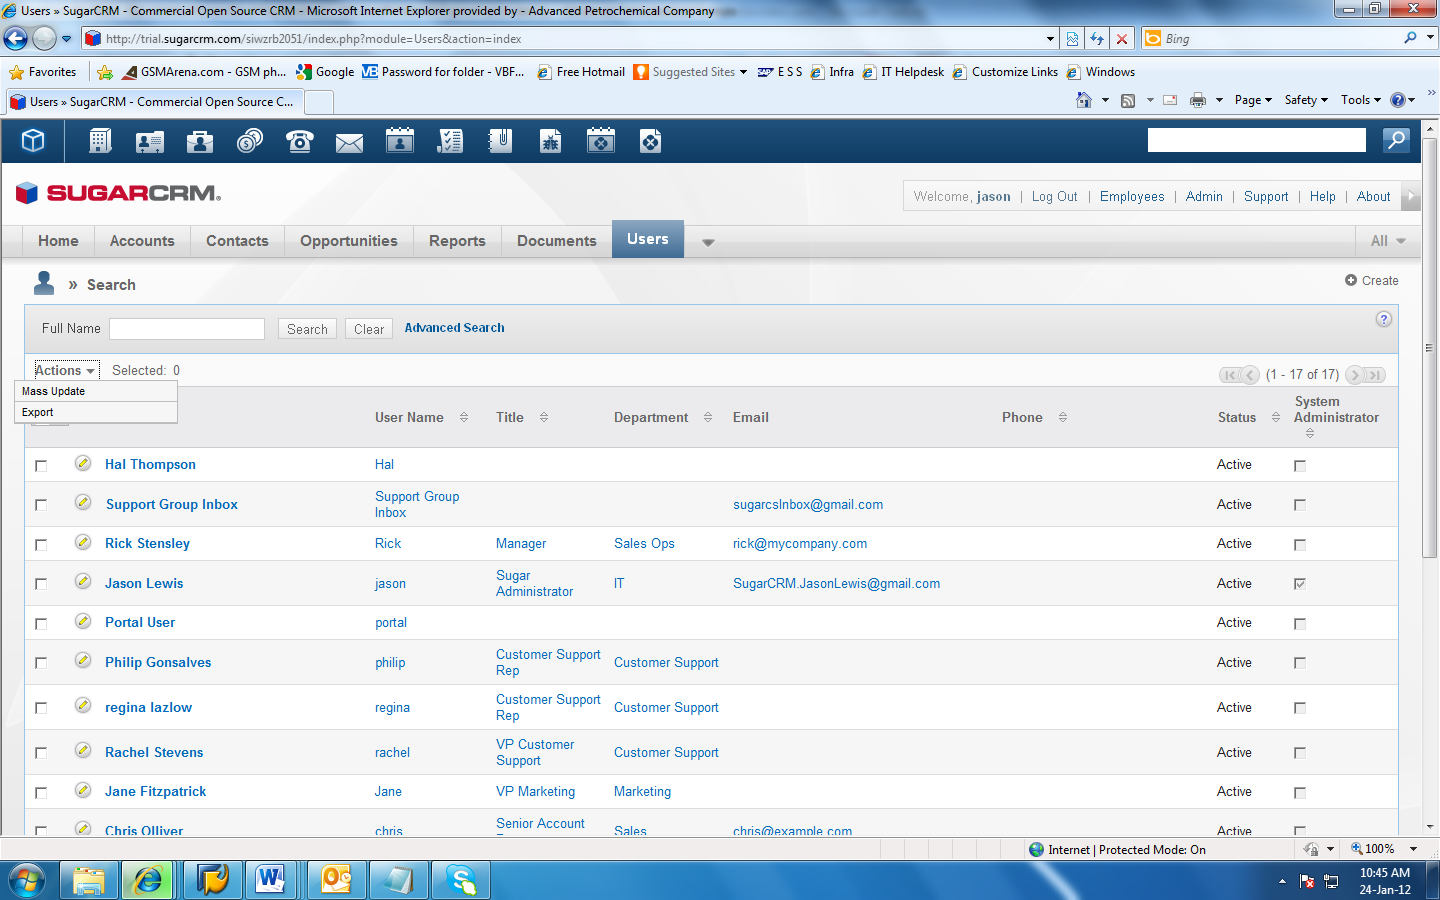 Users » SugarCRM - Commercial Open Source CRM - Microsoft Internet Explorer provided by - Advanced Petrochemical Company
http://trial.sugarcrm.com/siwzrb2051/index.php?module=Users&action=index
Bing
Favorites GSMArena.com - GSM ph... Google VB Password for folder - VBF... Free Hotmail Suggested Sites SAP E S S Infra IT Helpdesk Customize Links Windows
Users » SugarCRM - Commercial Open Source C...
Page Safety Tools »
SUGARCRM.
Welcome, jason | Log Out | Employees | Admin | Support | Help | About
Home Accounts Contacts Opportunities Reports Documents Users All
» Search
Create
Full Name Search Clear Advanced Search ?
Actions Selected: 0
(1 - 17 of 17)
Mass Update
Export
User Name Title Department Email Phone Status System Administrator
Hal Thompson Hal Active
Support Group Inbox Support Group Inbox sugarcsInbox@gmail.com Active
Rick Stensley Rick Manager Sales Ops rick@mycompany.com Active
Jason Lewis jason Sugar Administrator IT SugarCRM.JasonLewis@gmail.com Active
Portal User portal Active
Philip Gonsalves philip Customer Support Rep Customer Support Active
regina lazlow regina Customer Support Rep Customer Support Active
Rachel Stevens rachel VP Customer Support Customer Support Active
Jane Fitzpatrick Jane VP Marketing Marketing Active
Chris Olliver chris Senior Account Sales chris@example.com Active
Internet | Protected Mode: On
100%
10:45 AM
24-Jan-12